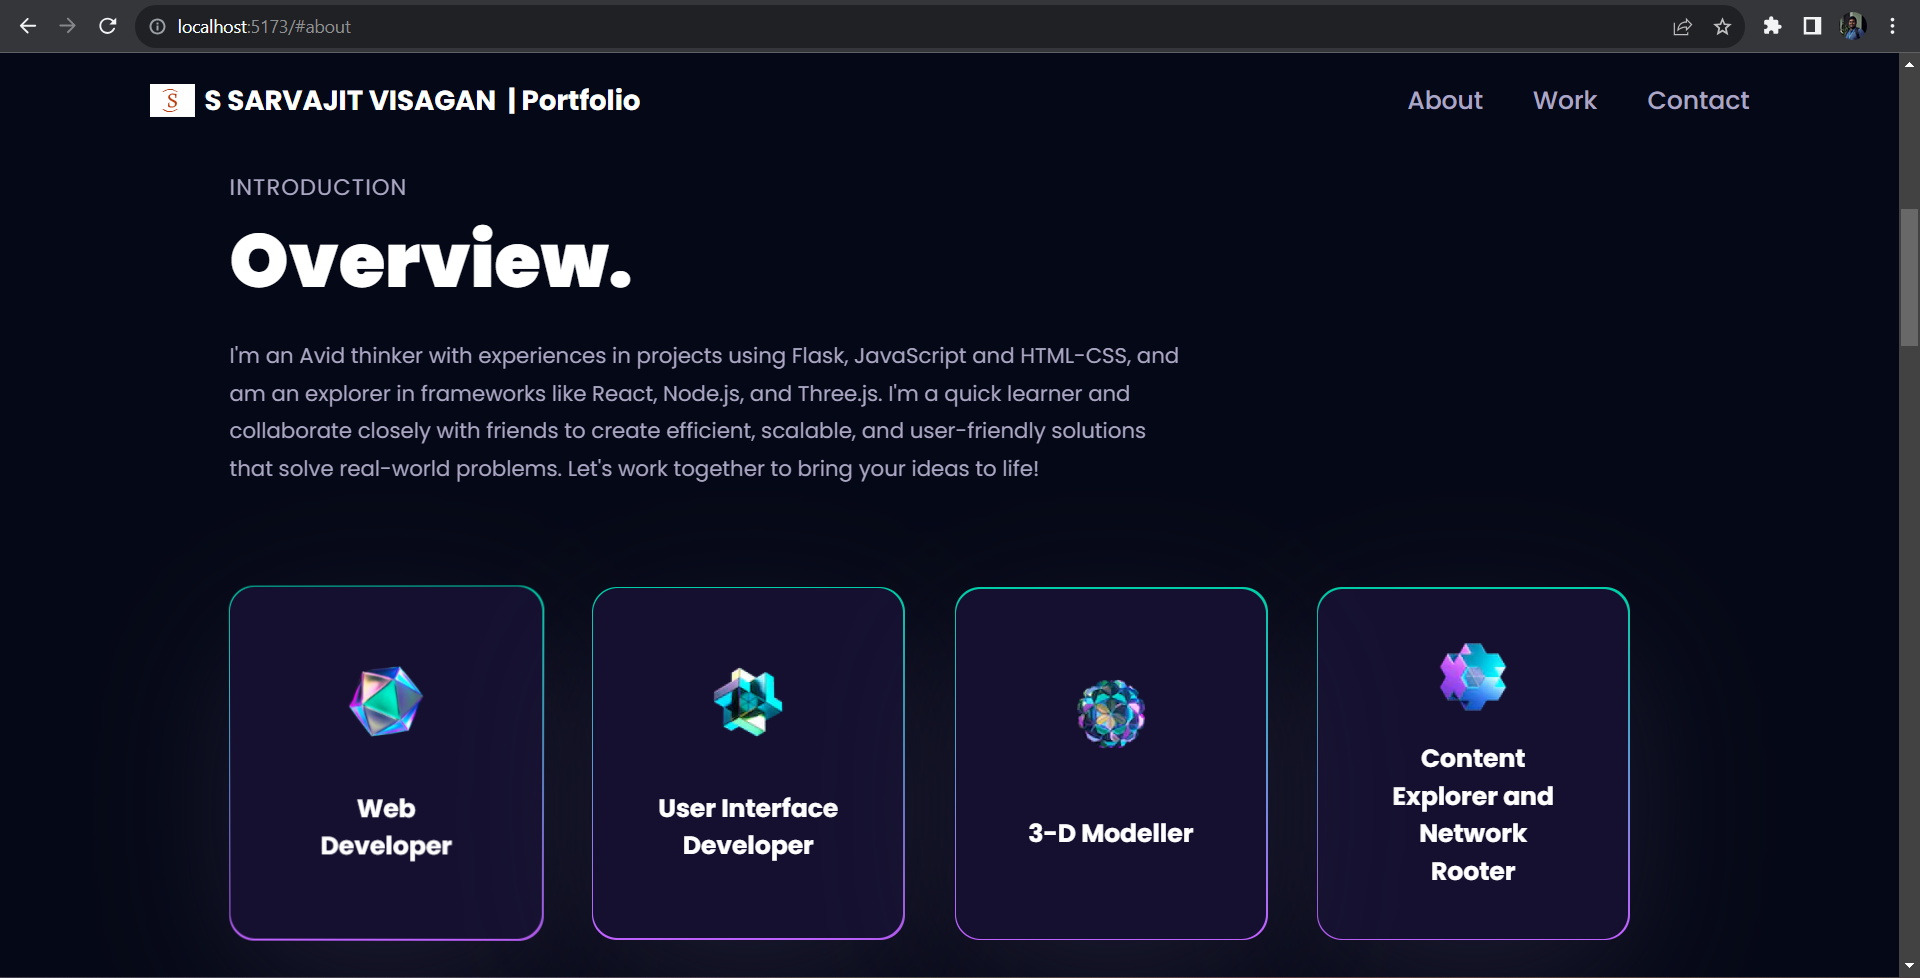 localhost:5173/#about
S S SARVAJIT VISAGAN | Portfolio
About Work Contact
INTRODUCTION
Overview.
I'm an Avid thinker with experiences in projects using Flask, JavaScript and HTML-CSS, and
am an explorer in frameworks like React, Node.js, and Three.js. I'm a quick learner and
collaborate closely with friends to create efficient, scalable, and user-friendly solutions
that solve real-world problems. Let's work together to bring your ideas to life!
Web
Developer
User Interface
Developer
3-D Modeller
Content
Explorer and
Network
Rooter